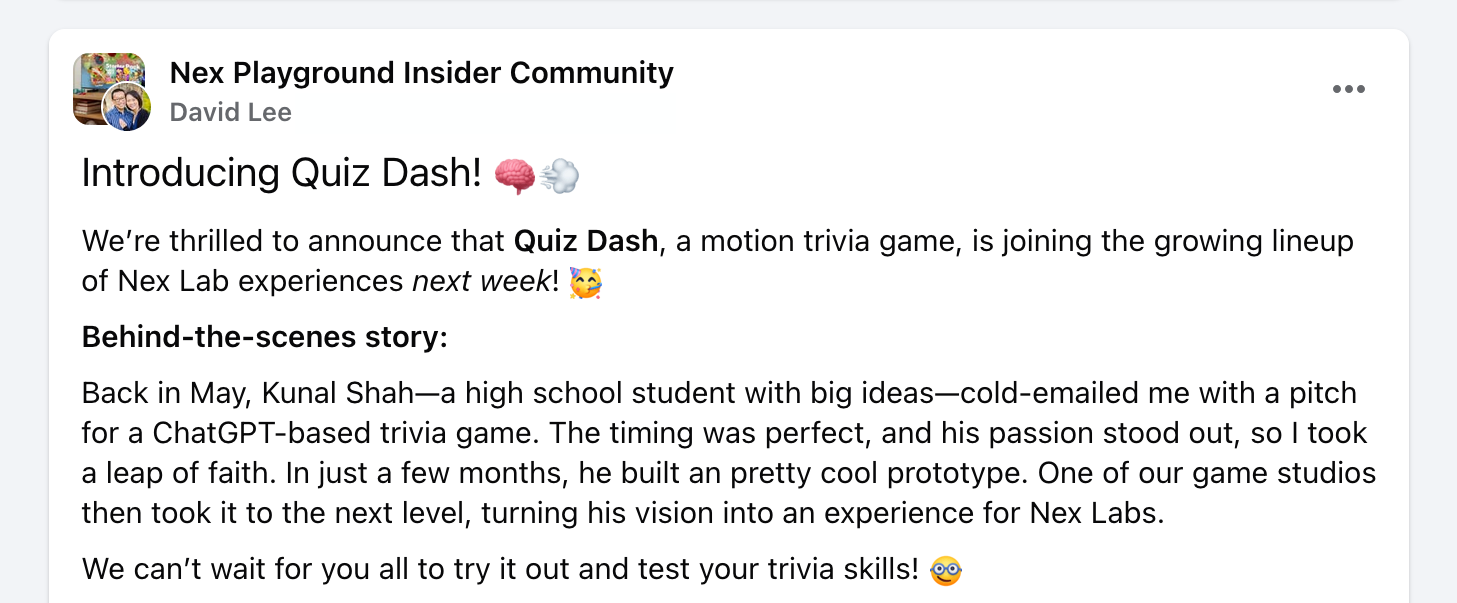 Nex Playground Insider Community
David Lee
Introducing Quiz Dash! 🧠💨
We’re thrilled to announce that Quiz Dash, a motion trivia game, is joining the growing lineup
of Nex Lab experiences next week! 🥳
Behind-the-scenes story:
Back in May, Kunal Shah—a high school student with big ideas—cold-emailed me with a pitch
for a ChatGPT-based trivia game. The timing was perfect, and his passion stood out, so I took
a leap of faith. In just a few months, he built an pretty cool prototype. One of our game studios
then took it to the next level, turning his vision into an experience for Nex Labs.
We can’t wait for you all to try it out and test your trivia skills! 🤓